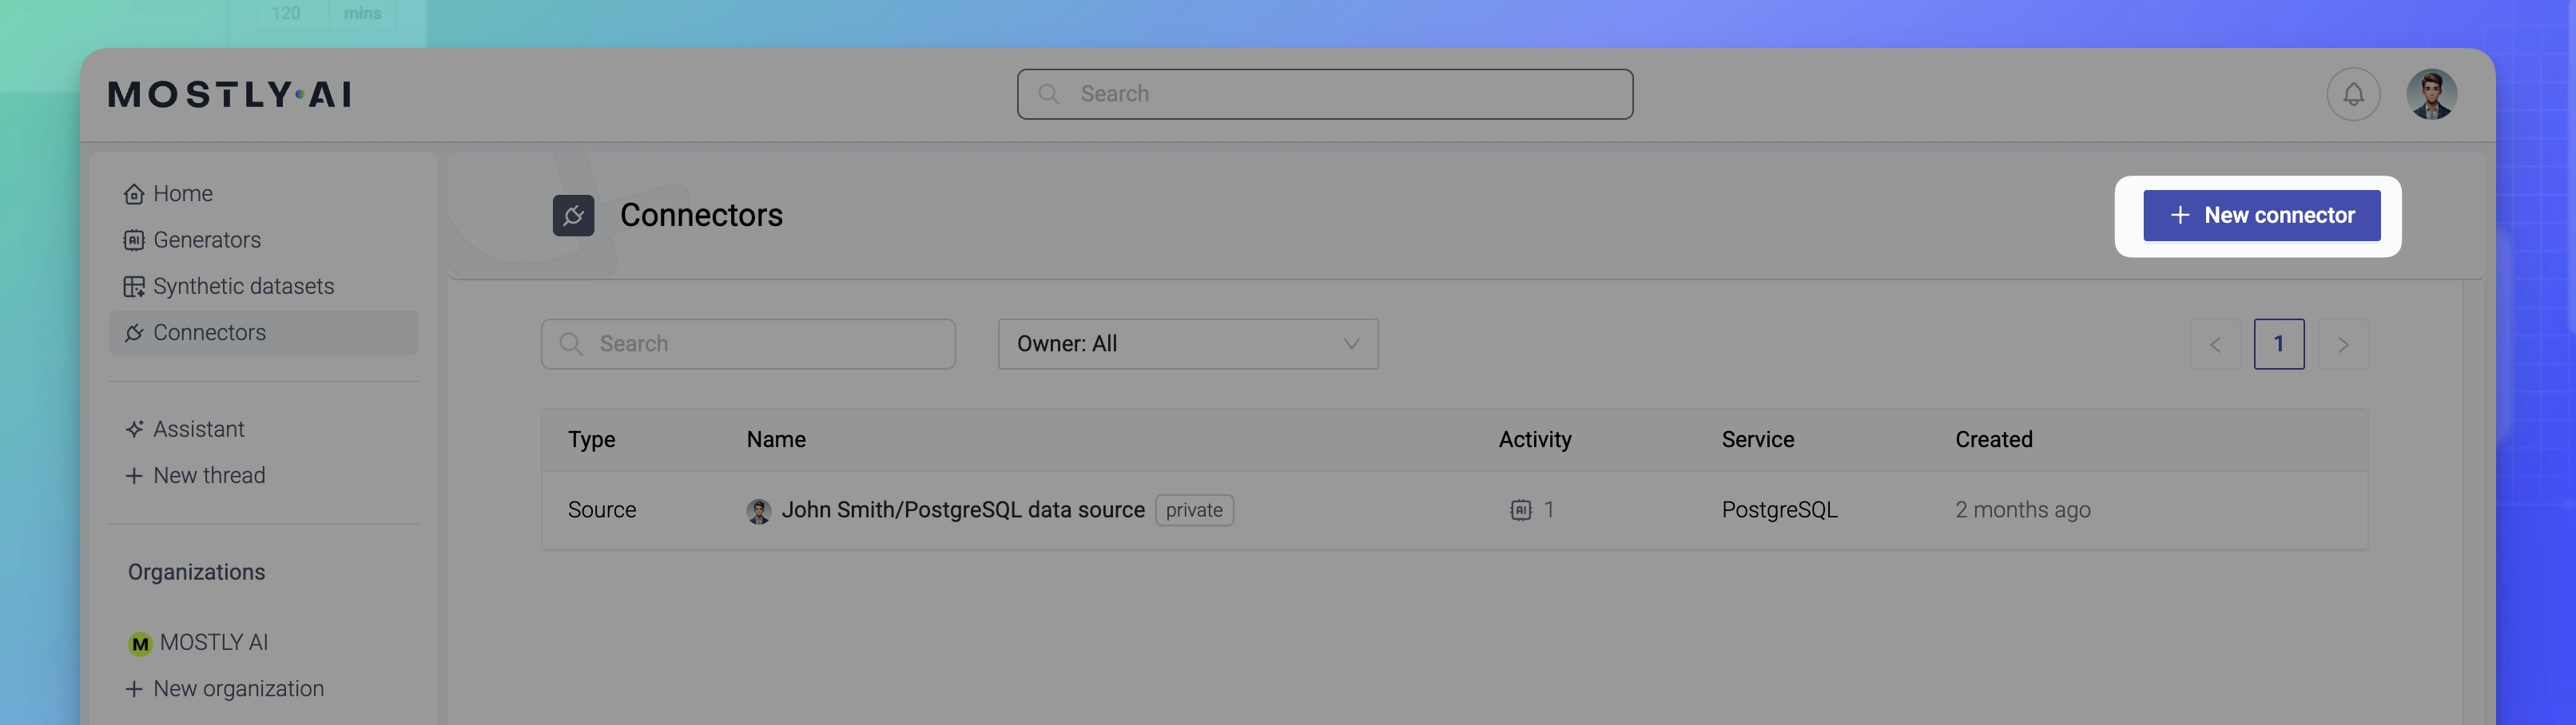 120 mins
MOSTLY·AI
Search
Home
Generators
Synthetic datasets
Connectors
Assistant
+ New thread
Organizations
M MOSTLY AI
+ New organization
Connectors
+ New connector
Search
Owner: All
< 1 >
Type Name Activity Service Created
Source John Smith/PostgreSQL data source private AI 1 PostgreSQL 2 months ago